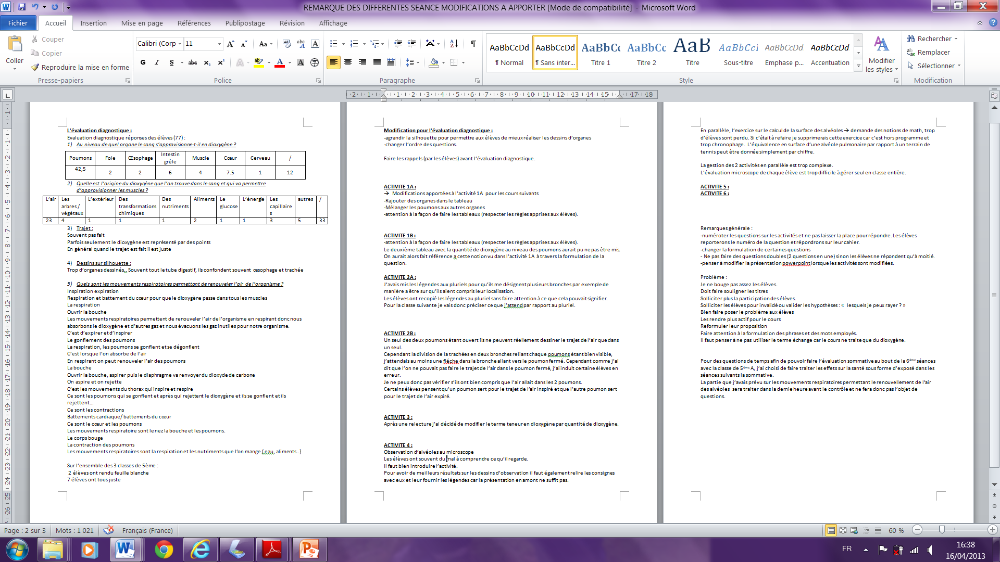 REMARQUE DES DIFFERENTES SEANCE MODIFICATIONS A APPORTER [Mode de compatibilité] - Microsoft Word
Fichier Accueil Insertion Mise en page Références Publipostage Révision Affichage
Coller
Couper
Copier
Reproduire la mise en forme
Presse-papiers
Calibri (Corp 11
G I S abc x₂ x²
Police
Paragraphe
AaBbCcDd AaBbCcDd AaBbCc AaBbCc AaB AaBbCcI AaBbCcDd AaBbCcDd
¶ Normal ¶ Sans inter... Titre 1 Titre 2 Titre Sous-titre Emphase p... Accentuation
Style
Modifier les styles
Rechercher
Remplacer
Sélectionner
Modification
L'évaluation diagnostique :
Evaluation diagnostique réponses des élèves (77) :
1) Au niveau de quel organe le sang s'approvisionne-t-il en dioxygène ?
Poumons Foie Œsophage Intestin grêle Muscle Cœur Cerveau /
42,5 2 2 6 4 7.5 1 12
2) Quelle est l'origine du dioxygène que l'on trouve dans le sang et qui va permettre
d'approvisionner les muscles ?
L'air Les arbres / végétaux L'extérieur Des transformations chimiques Des nutriments Aliments Le glucose L'énergie Les capillaires autres /
23 4 1 1 1 2 1 1 3 5 33
3) Trajet :
Souvent pas fait
Parfois seulement le dioxygène est représenté par des points
En général quand le trajet est fait il est juste
4) Dessins sur silhouette :
Trop d'organes dessinés,. Souvent tout le tube digestif, ils confondent souvent œsophage et trachée
5) Quels sont les mouvements respiratoires permettant de renouveler l'air de l'organisme ?
Inspiration expiration
Respiration et battement du cœur pour que le dioxygène passe dans tous les muscles
La respiration
Ouvrir la bouche
Les mouvements respiratoires permettent de renouveler l'air de l'organisme en respirant donc nous
absorbons le dioxygène et d'autres gaz et nous évacuons les gaz inutiles pour notre organisme.
C'est d'expirer et d'inspirer
Le gonflement des poumons
La respiration, les poumons se gonflent et se dégonflent
C'est lorsque l'on absorbe de l'air
En respirant on peut renouveler l'air des poumons
La bouche
Ouvrir la bouche, aspirer puis le diaphragme va renvoyer du dioxyde de carbone
On aspire et on rejette
C'est les mouvements du thorax qui inspire et respire
Ce sont les poumons qui se gonflent et après qui rejettent le dioxygène et ils se gonflent et ils
rejettent...
Ce sont les contractions
Battements cardiaque/ battements du cœur
Ce sont le cœur et les poumons
Les mouvements respiratoire sont le nez la bouche et les poumons.
Le corps bouge
La contraction des poumons
Les mouvements respiratoires sont la respiration et les nutriments que l'on mange ( eau, aliments..)
Sur l'ensemble des 3 classes de 5ème :
2 élèves ont rendu feuille blanche
7 élèves ont tous juste
Modification pour l'évaluation diagnostique :
-agrandir la silhouette pour permettre aux élèves de mieux réaliser les dessins d'organes
-changer l'ordre des questions.
Faire les rappels (par les élèves) avant l'évaluation diagnostique.
ACTIVITE 1A :
→ Modifications apportées à l'activité 1A pour les cours suivants
-Rajouter des organes dans le tableau
-Mélanger les poumons aux autres organes
-attention à la façon de faire les tableaux (respecter les règles apprises aux élèves).
ACTIVITE 1B :
-attention à la façon de faire les tableaux (respecter les règles apprises aux élèves).
Le deuxième tableau avec la quantité de dioxygène au niveau des poumons aurait pu ne pas être mis.
On aurait alors fait référence a cette notion vu dans l'activité 1A à travers la formulation de la
question.
ACTIVITE 2A :
J'avais mis les légendes aux pluriels pour qu'ils me désignent plusieurs bronches par exemple de
manière a être sur qu'ils aient compris leur localisation.
Les élèves ont recopié les légendes au pluriel sans faire attention à ce que cela pouvait signifier.
Pour la classe suivante je vais donc préciser ce que j'attend par rapport au pluriel.
ACTIVITE 2B :
Un seul des deux poumons étant ouvert ils ne peuvent réellement dessiner le trajet de l'air que dans
un seul.
Cependant la division de la trachées en deux bronches reliant chaque poumons étant bien visible,
j'attendais au moins une fléche dans la bronche allant vers le poumon fermé. Cependant comme j'ai
dit que l'on ne pouvait pas faire le trajet de l'air dans le poumon fermé, j'ai induit certaine élèves en
erreur.
Je ne peux donc pas vérifier s'ils ont bien compris que l'air allait dans les 2 poumons.
Certains élèves pensent qu'un poumon sert pour le trajet de l'air inspiré et que l'autre poumon sert
pour le trajet de l'air expiré.
ACTIVITE 3 :
Après une relecture j'ai décidé de modifier le terme teneur en dioxygène par quantité de dioxygène.
ACTIVITE 4 :
Observation d'alvéoles au microscope
Les élèves ont souvent du mal à comprendre ce qu'il regarde.
Il faut bien introduire l'activité.
Pour avoir de meilleurs résultats sur les dessins d'observation il faut également relire les consignes
avec eux et leur fournir les légendes car la présentation en amont ne suffit pas.
En parallèle, l'exercice sur le calcul de la surface des alvéoles → demande des notions de math, trop
d'élèves sont perdu. Si c'était à refaire je supprimerais cette exercice car c'est hors programme et
trop chronophage. L'équivalence en surface d'une alvéole pulmonaire par rapport à un terrain de
tennis peut être donnée simplement par chiffre.
La gestion des 2 activités en parallèle est trop complexe.
L'évaluation microscope de chaque élève est trop difficile à gérer seul en classe entière.
ACTIVITE 5 :
ACTIVITE 6 :
Remarques générale :
-numéroter les questions sur les activités et ne pas laisser la place pour répondre. Les élèves
reporterons le numéro de la question et répondrons sur leur cahier.
-changer la formulation de certaines questions
- Ne pas faire des questions doubles (2 questions en une) sinon les élèves ne répondent qu'à moitié.
-penser à modifier la présentation powerpoint lorsque les activités sont modifiées.
Problème :
Je ne bouge pas assez les élèves.
Doit faire souligner les titres
Solliciter plus la participation des élèves.
Solliciter les élèves pour invalidé ou valider les hypothèses : « lesquels je peux rayer ? »
Bien faire poser le problème aux élèves
Les rendre plus actif pour le cours
Reformuler leur proposition
Faire attention à la formulation des phrases et des mots employés.
Il faut penser à ne pas utiliser le terme échange car le cours ne traite que du dioxygène.
Pour des questions de temps afin de pouvoir faire l'évaluation sommative au bout de la 6ème séances
avec la classe de 5ème A, j'ai choisi de faire traiter les effets sur la santé sous forme d'exposé dans les
séances suivants la sommative.
La partie que j'avais prévu sur les mouvements respiratoires permettant le renouvellement de l'air
des alvéoles sera traiter dans la demie heure avant le contrôle et ne fera donc pas l'objet de
questions.
Page : 2 sur 3 Mots : 1 021 Français (France) 60 %
FR 16:38
16/04/2013